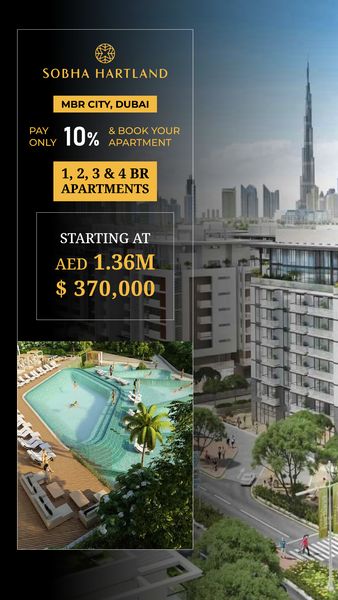 SOBHA HARTLAND
MBR CITY, DUBAI
PAY ONLY 10% & BOOK YOUR APARTMENT
1, 2, 3 & 4 BR
APARTMENTS
STARTING AT
AED 1.36M
$ 370,000